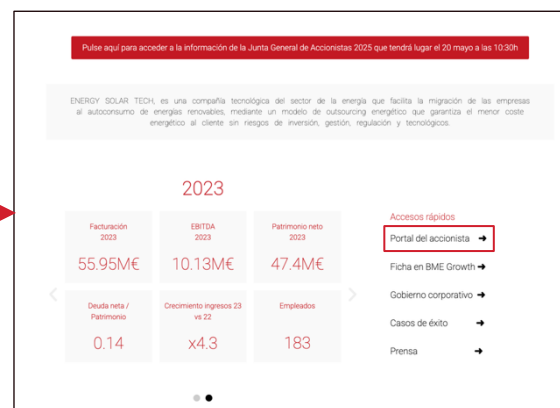 Pulse aquí para acceder a la información de la Junta General de Accionistas 2025 que tendrá lugar el 20 mayo a las 10:30h
ENERGY SOLAR TECH, es una compañía tecnológica del sector de la energía que facilita la migración de las empresas
al autoconsumo de energías renovables, mediante un modelo de outsourcing energético que garantiza el menor coste
energético al cliente sin riesgos de inversión, gestión, regulación y tecnológicos.
2023
Facturación
2023
55.95M€
EBITDA
2023
10.13M€
Patrimonio neto
2023
47.4M€
Deuda neta /
Patrimonio
0.14
Crecimiento ingresos 23
vs 22
x4.3
Empleados
183
Accesos rápidos
Portal del accionista ➜
Ficha en BME Growth ➜
Gobierno corporativo ➜
Casos de éxito ➜
Prensa ➜